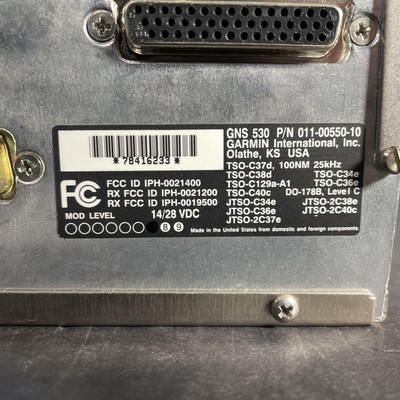 GNS 530 P/N 011-00550-10
GARMIN International, Inc.
Olathe, KS USA
TSO-C37d, 100NM 25kHz
TSO-C38d TSO-C34e
TSO-C129a-A1 TSO-C36e
TSO-C40c DO-178B, Level C
JTSO-C34e JTSO-2C38e
JTSO-C36e JTSO-2C40c
JTSO-2C37e
*78416233*
FC
FCC ID IPH-0021400
RX FCC ID IPH-0021200
RX FCC ID IPH-0019500
MOD LEVEL 14/28 VDC
8 9
Made in the United States from domestic and foreign components